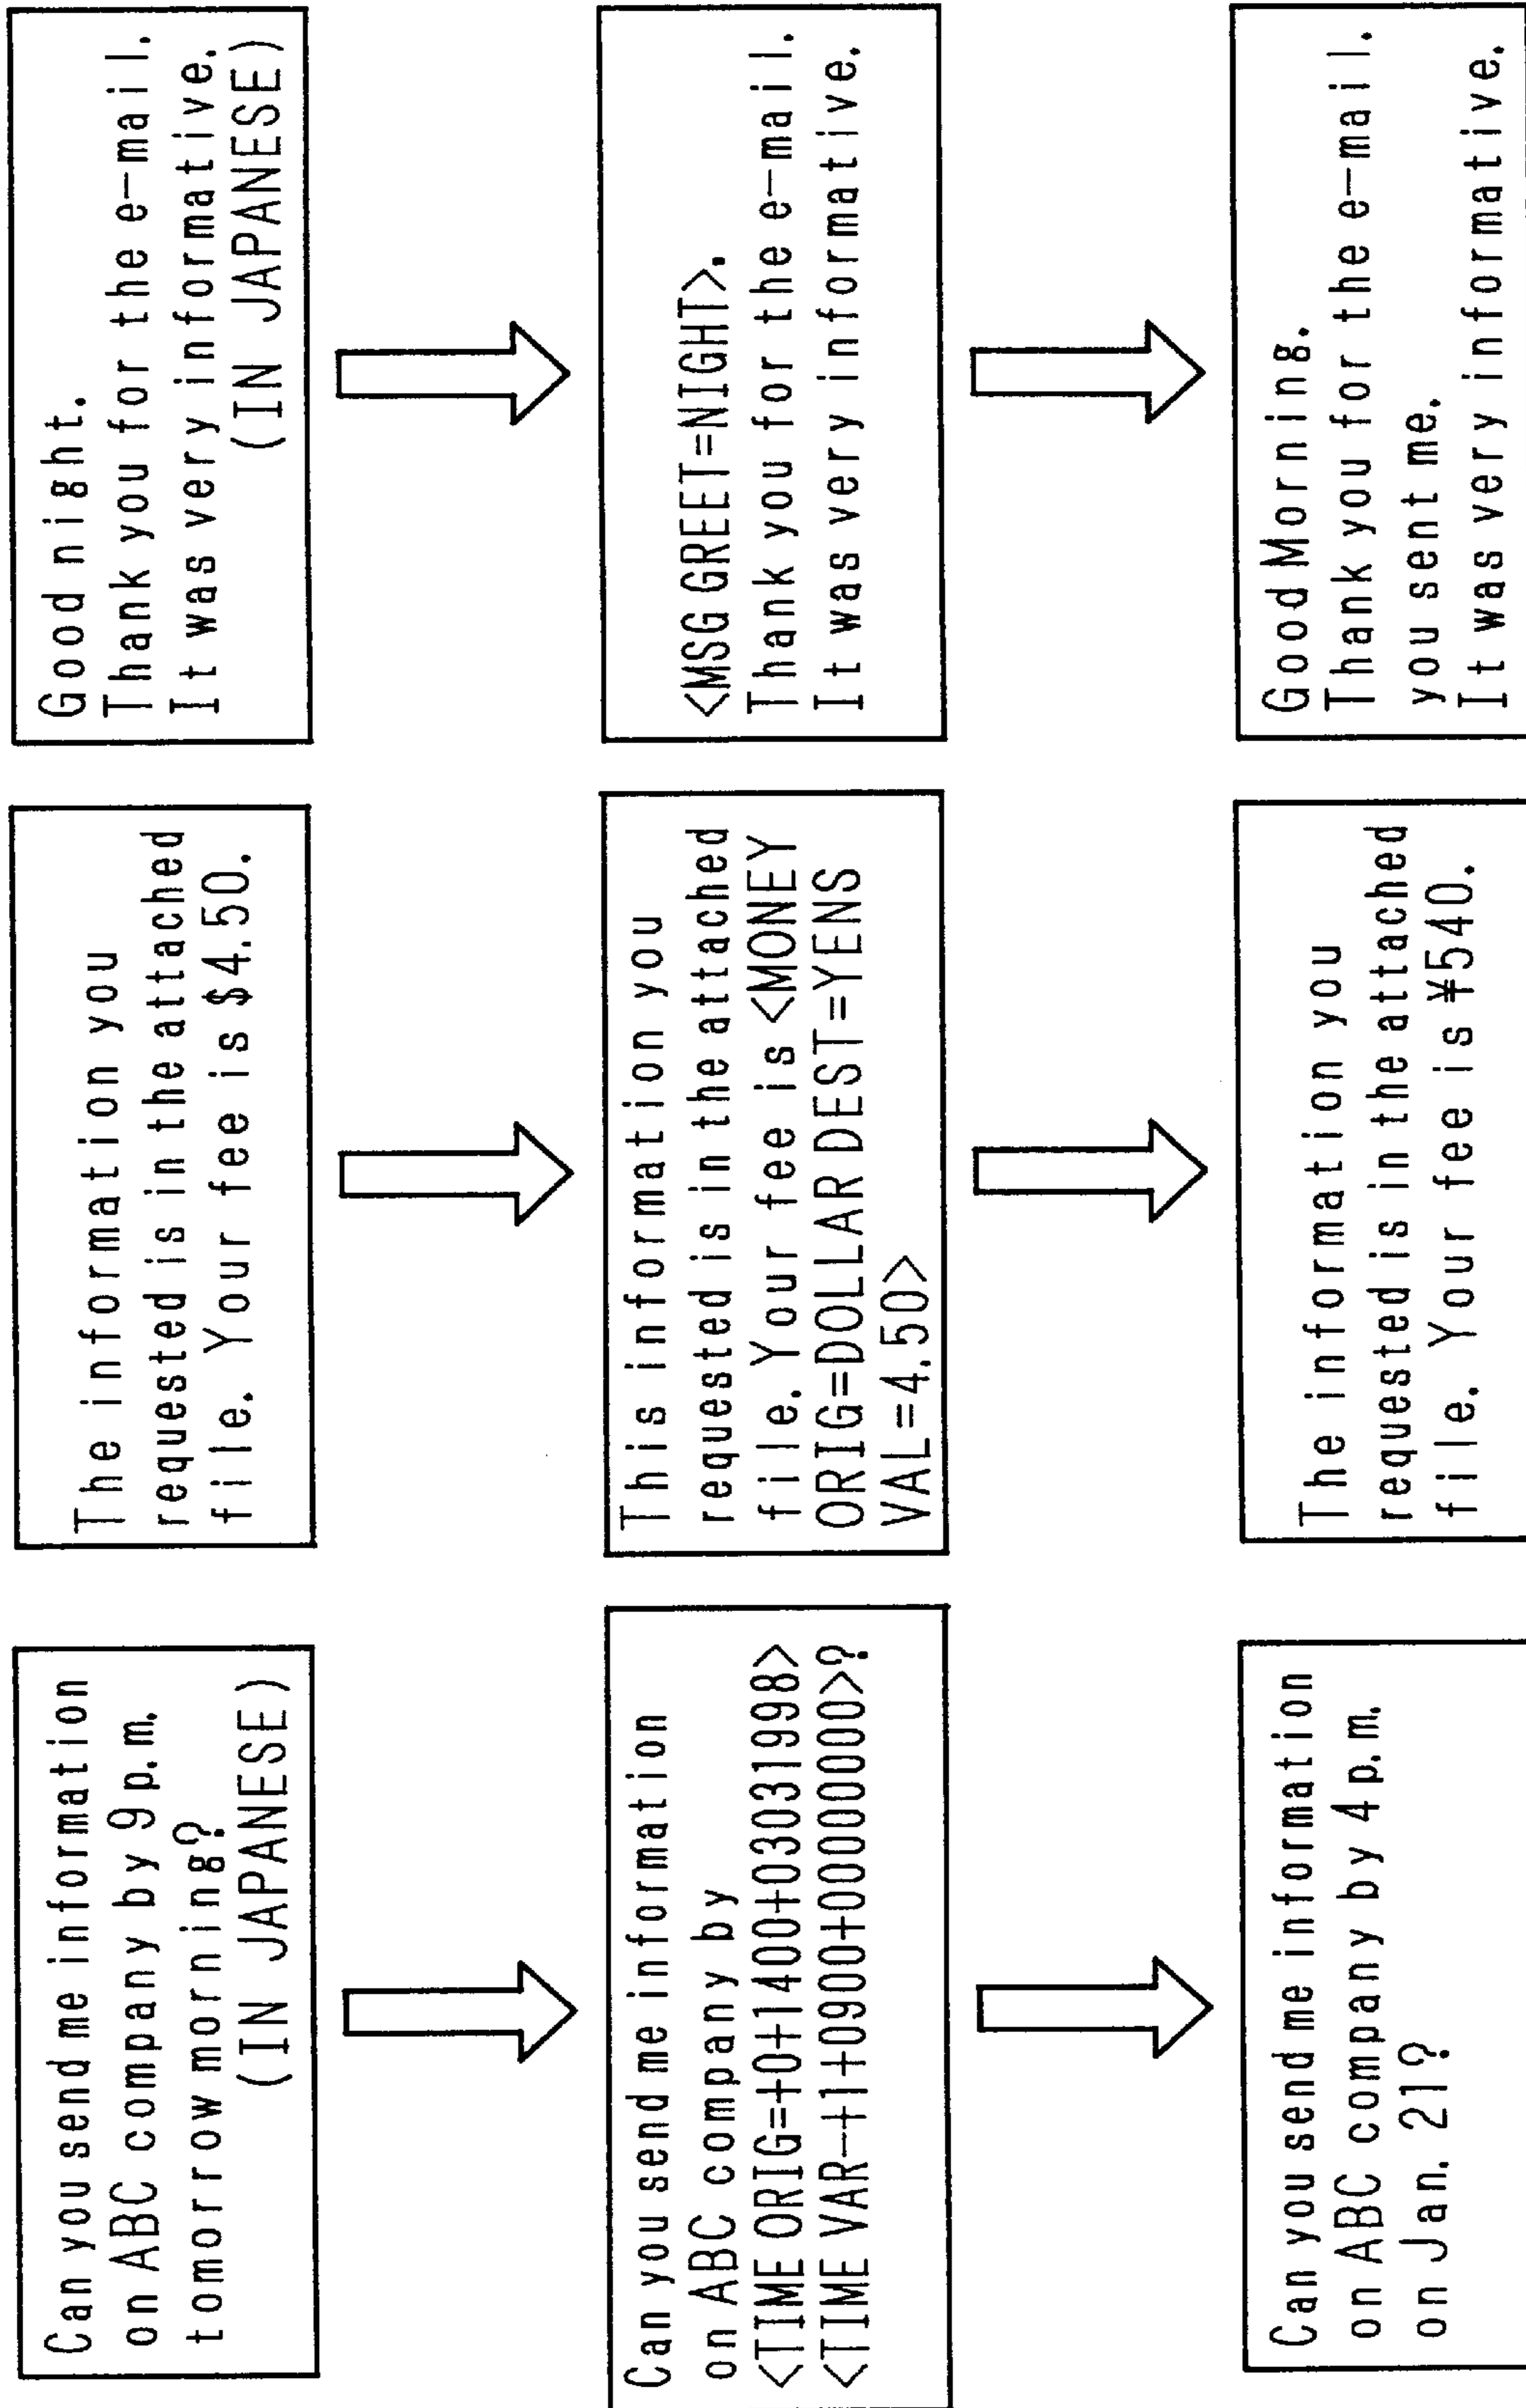 Can you send me information
on ABC company by 9 p.m.
tomorrow morning?
(IN JAPANESE)
Can you send me information
on ABC company by
<TIME ORIG=+0+1400+03031998>
<TIME VAR-+1+0900+00000000>?
Can you send me information
on ABC company by 4 p.m.
on Jan. 21?
The information you
requested is in the attached
file. Your fee is $4.50.
This information you
requested is in the attached
file. Your fee is <MONEY
ORIG=DOLLAR DEST=YENS
VAL=4.50>
The information you
requested is in the attached
file. Your fee is ¥540.
Good night.
Thank you for the e-mail.
It was very informative.
(IN JAPANESE)
<MSG GREET=NIGHT>.
Thank you for the e-mail.
It was very informative.
Good Morning.
Thank you for the e-mail.
you sent me.
It was very informative.